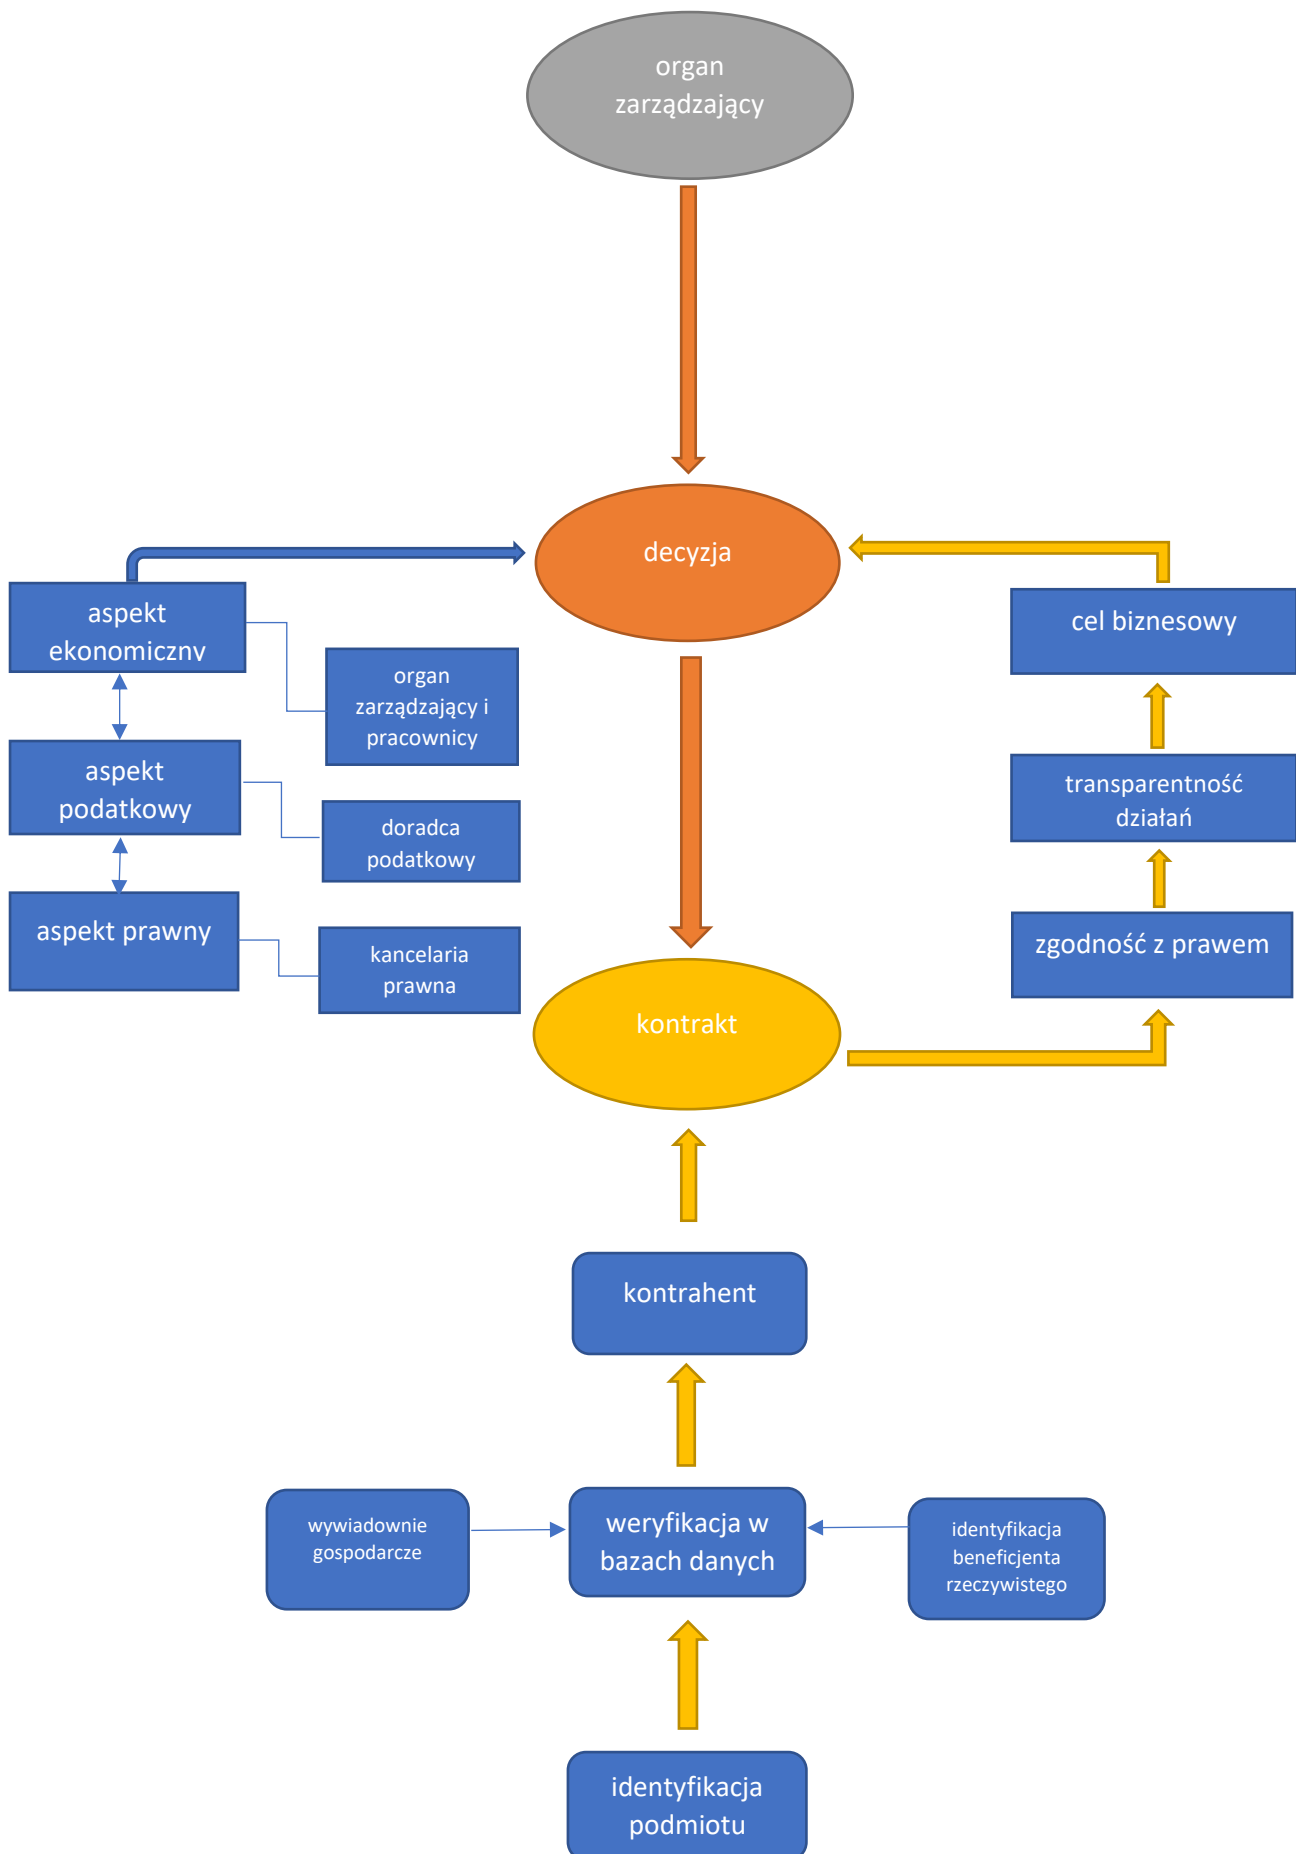 organ
zarządzający
decyzja
aspekt
ekonomiczny
cel biznesowy
organ
zarządzający i
pracownicy
aspekt
podatkowy
transparentność
działań
doradca
podatkowy
aspekt prawny
zgodność z prawem
kancelaria
prawna
kontrakt
kontrahent
wywiadownie
gospodarcze
weryfikacja w
bazach danych
identyfikacja
beneficjenta
rzeczywistego
identyfikacja
podmiotu